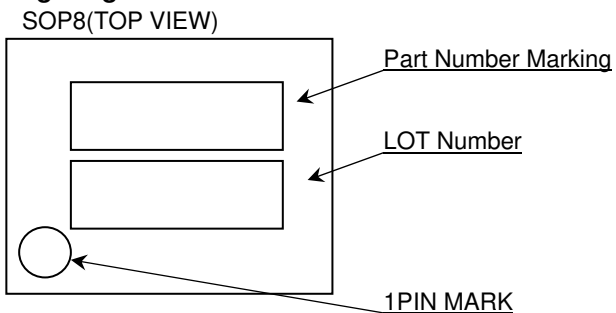 SOP8(TOP VIEW)
Part Number Marking
LOT Number
1PIN MARK